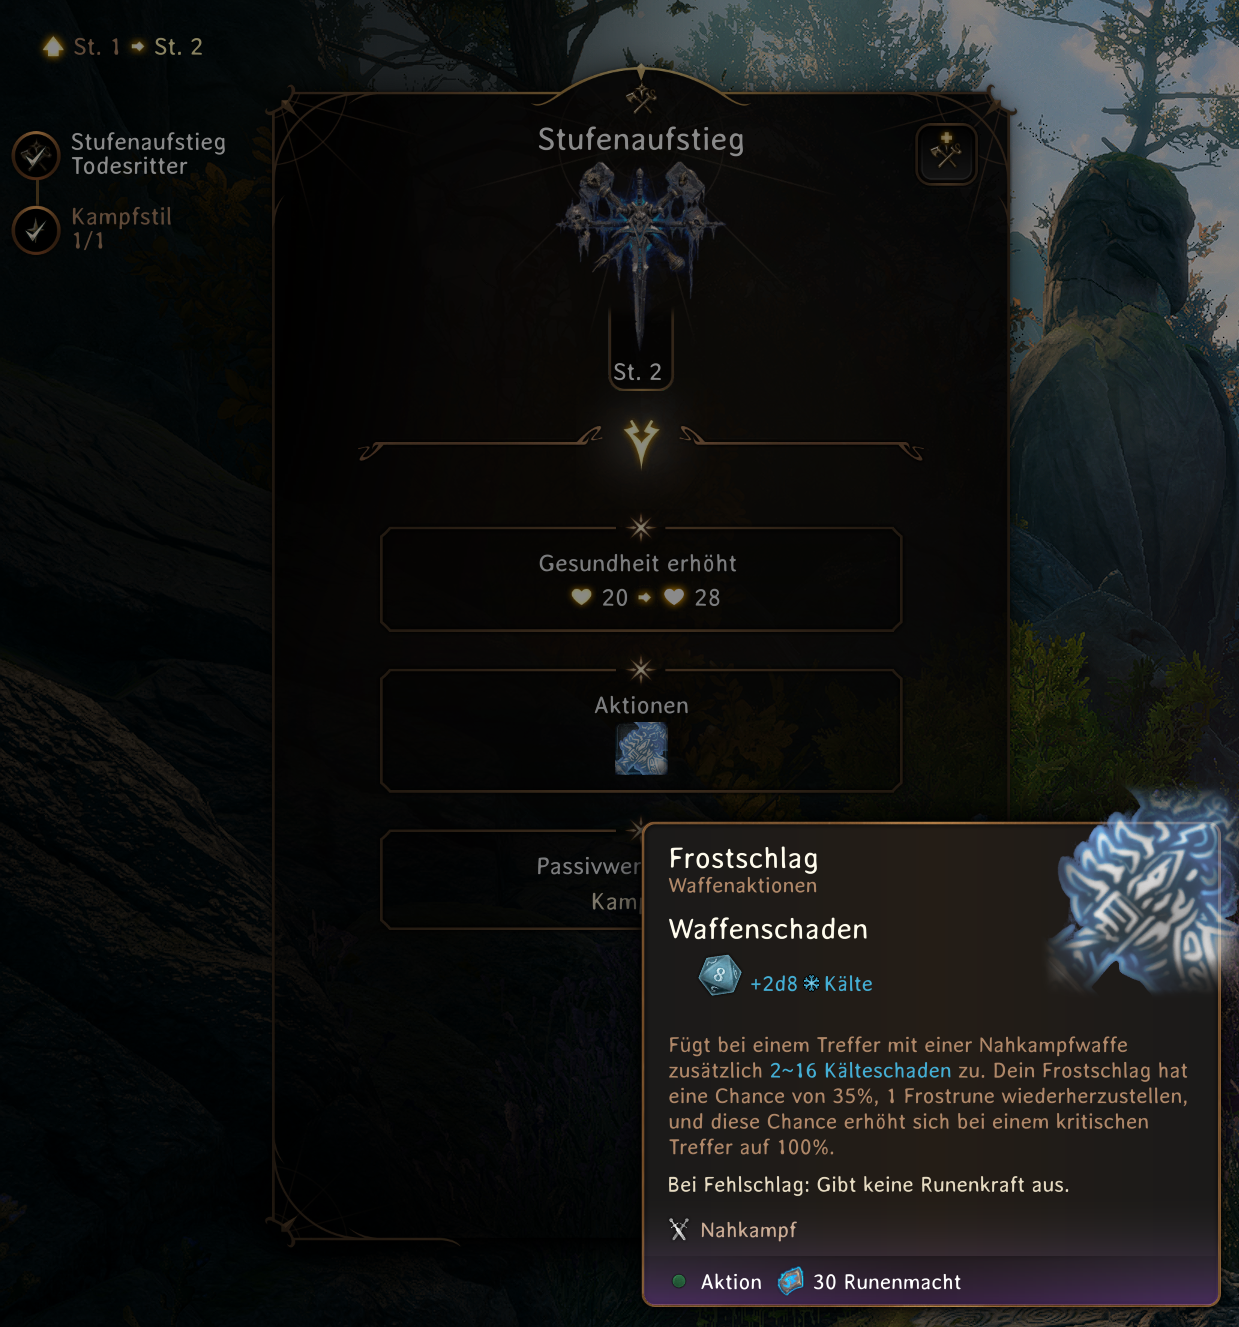 St. 1 St. 2
Stufenaufstieg
Todesritter
Kampfstil
1/1
Stufenaufstieg
St. 2
Gesundheit erhöht
20 28
Aktionen
Passivwer
Kamp
Frostschlag
Waffenaktionen
Waffenschaden
8
+2d8 Kälte
Fügt bei einem Treffer mit einer Nahkampfwaffe
zusätzlich 2~16 Kälteschaden zu. Dein Frostschlag hat
eine Chance von 35%, 1 Frostrune wiederherzustellen,
und diese Chance erhöht sich bei einem kritischen
Treffer auf 100%.
Bei Fehlschlag: Gibt keine Runenkraft aus.
Nahkampf
Aktion 30 Runenmacht